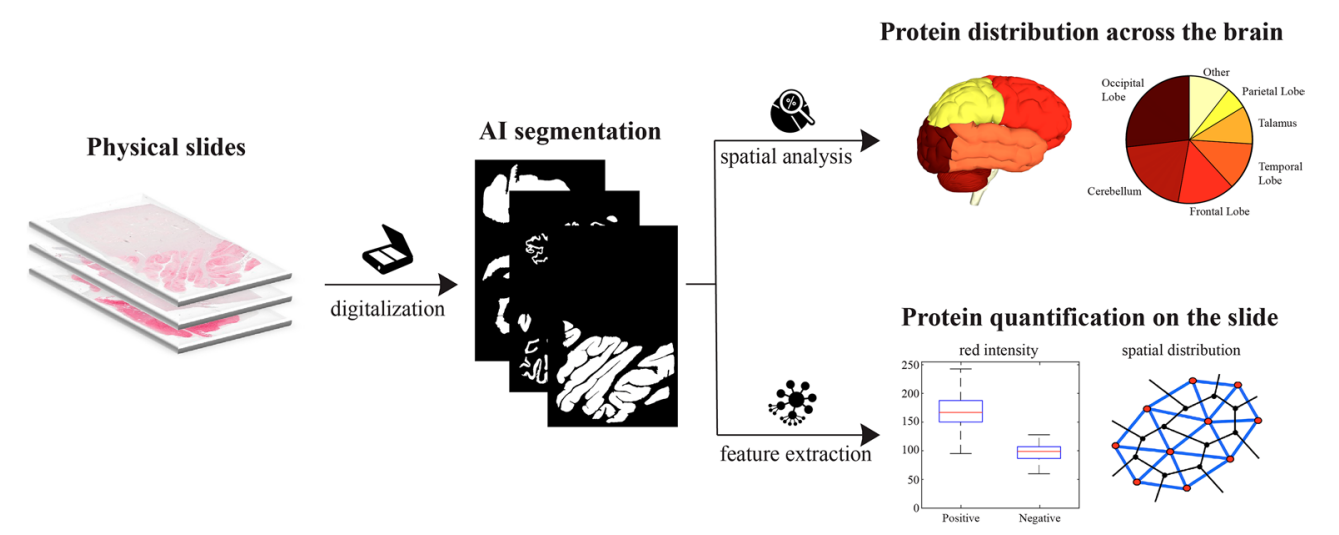 Physical slides
digitalization
AI segmentation
spatial analysis
feature extraction
Protein distribution across the brain
Occipital
Lobe
Other
Parietal Lobe
Talamus
Temporal
Lobe
Cerebellum
Frontal Lobe
Protein quantification on the slide
red intensity
250
200
150
100
50
0
Positive
Negative
spatial distribution
%